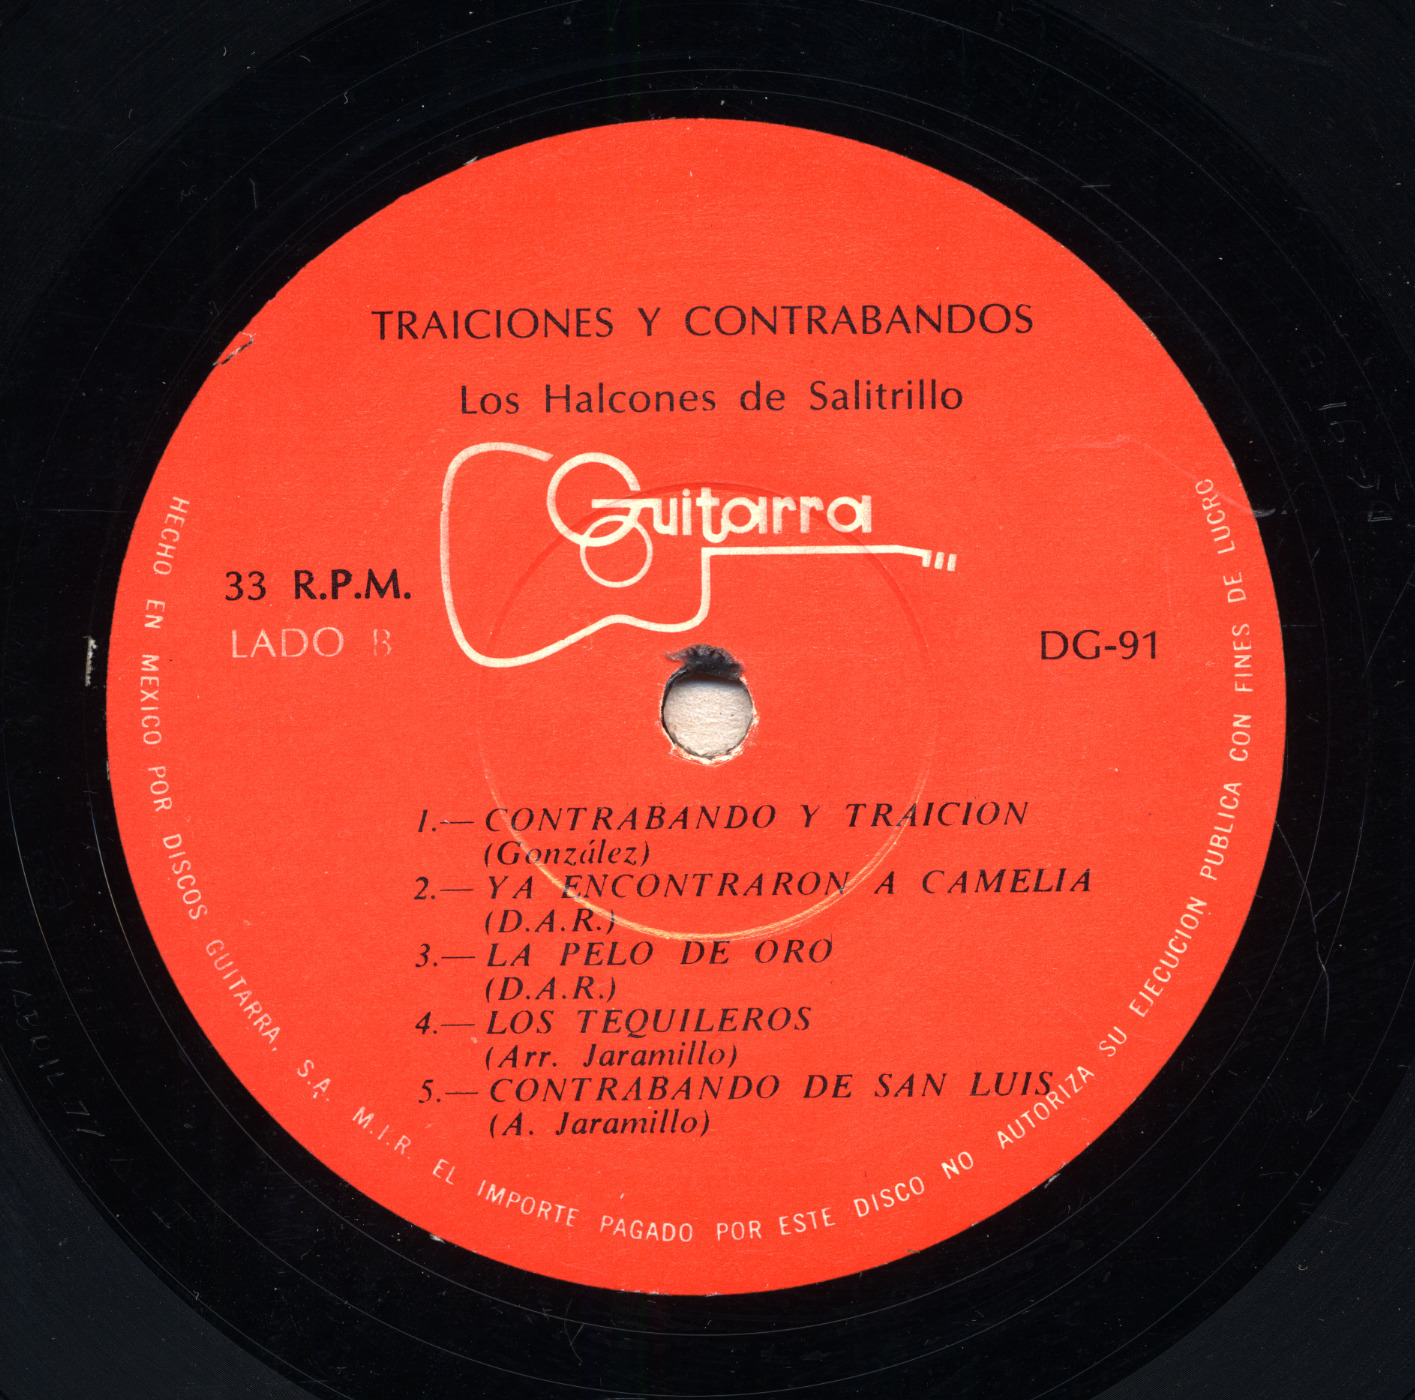 TRAICIONES Y CONTRABANDOS
Los Halcones de Salitrillo
Guitarra
33 R.P.M.
LADO B
DG-91
1.— CONTRABANDO Y TRAICION
(González)
2.— YA ENCONTRARON A CAMELIA
(D.A.R.)
3.— LA PELO DE ORO
(D.A.R.)
4.— LOS TEQUILEROS
(Arr. Jaramillo)
5.— CONTRABANDO DE SAN LUIS
(A. Jaramillo)
HECHO EN MEXICO POR DISCOS GUITARRA, S.A. M.I.R. EL IMPORTE PAGADO POR ESTE DISCO NO AUTORIZA SU EJECUCION PUBLICA CON FINES DE LUCRO